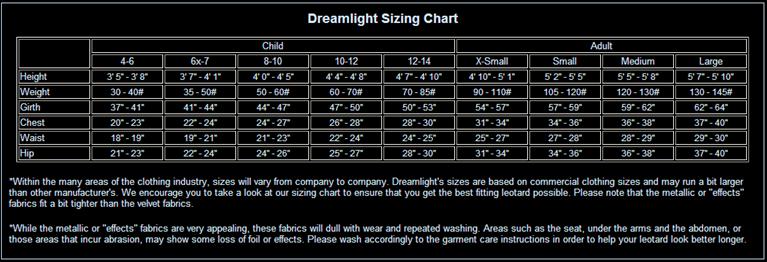 Dreamlight Sizing Chart
Child Adult
4-6 6x-7 8-10 10-12 12-14 X-Small Small Medium Large
Height 3' 5" - 3' 8" 3' 7" - 4' 1" 4' 0" - 4' 5" 4' 4" - 4' 8" 4' 7" - 4' 10" 4' 10" - 5' 1" 5' 2" - 5' 5" 5' 5" - 5' 8" 5' 7" - 5' 10"
Weight 30 - 40# 35 - 50# 50 - 60# 60 - 70# 70 - 85# 90 - 110# 105 - 120# 120 - 130# 130 - 145#
Girth 37" - 41" 41" - 44" 44" - 47" 47" - 50" 50" - 53" 54" - 57" 57" - 59" 59" - 62" 62" - 64"
Chest 20" - 23" 22" - 24" 24" - 27" 26" - 28" 28" - 30" 31" - 34" 34" - 36" 36" - 38" 37" - 40"
Waist 18" - 19" 19" - 21" 21" - 23" 22" - 24" 24" - 25" 25" - 27" 27" - 28" 28" - 29" 29" - 30"
Hip 21" - 23" 22" - 24" 24" - 26" 25" - 27" 28" - 30" 31" - 34" 34" - 36" 36" - 38" 37" - 40"
*Within the many areas of the clothing industry, sizes will vary from company to company. Dreamlight's sizes are based on commercial clothing sizes and may run a bit larger
than other manufacturer's. We encourage you to take a look at our sizing chart to ensure that you get the best fitting leotard possible. Please note that the metallic or "effects"
fabrics fit a bit tighter than the velvet fabrics.
*While the metallic or "effects" fabrics are very appealing, these fabrics will dull with wear and repeated washing. Areas such as the seat, under the arms and the abdomen, or
those areas that incur abrasion, may show some loss of foil or effects. Please wash accordingly to the garment care instructions in order to help your leotard look better longer.